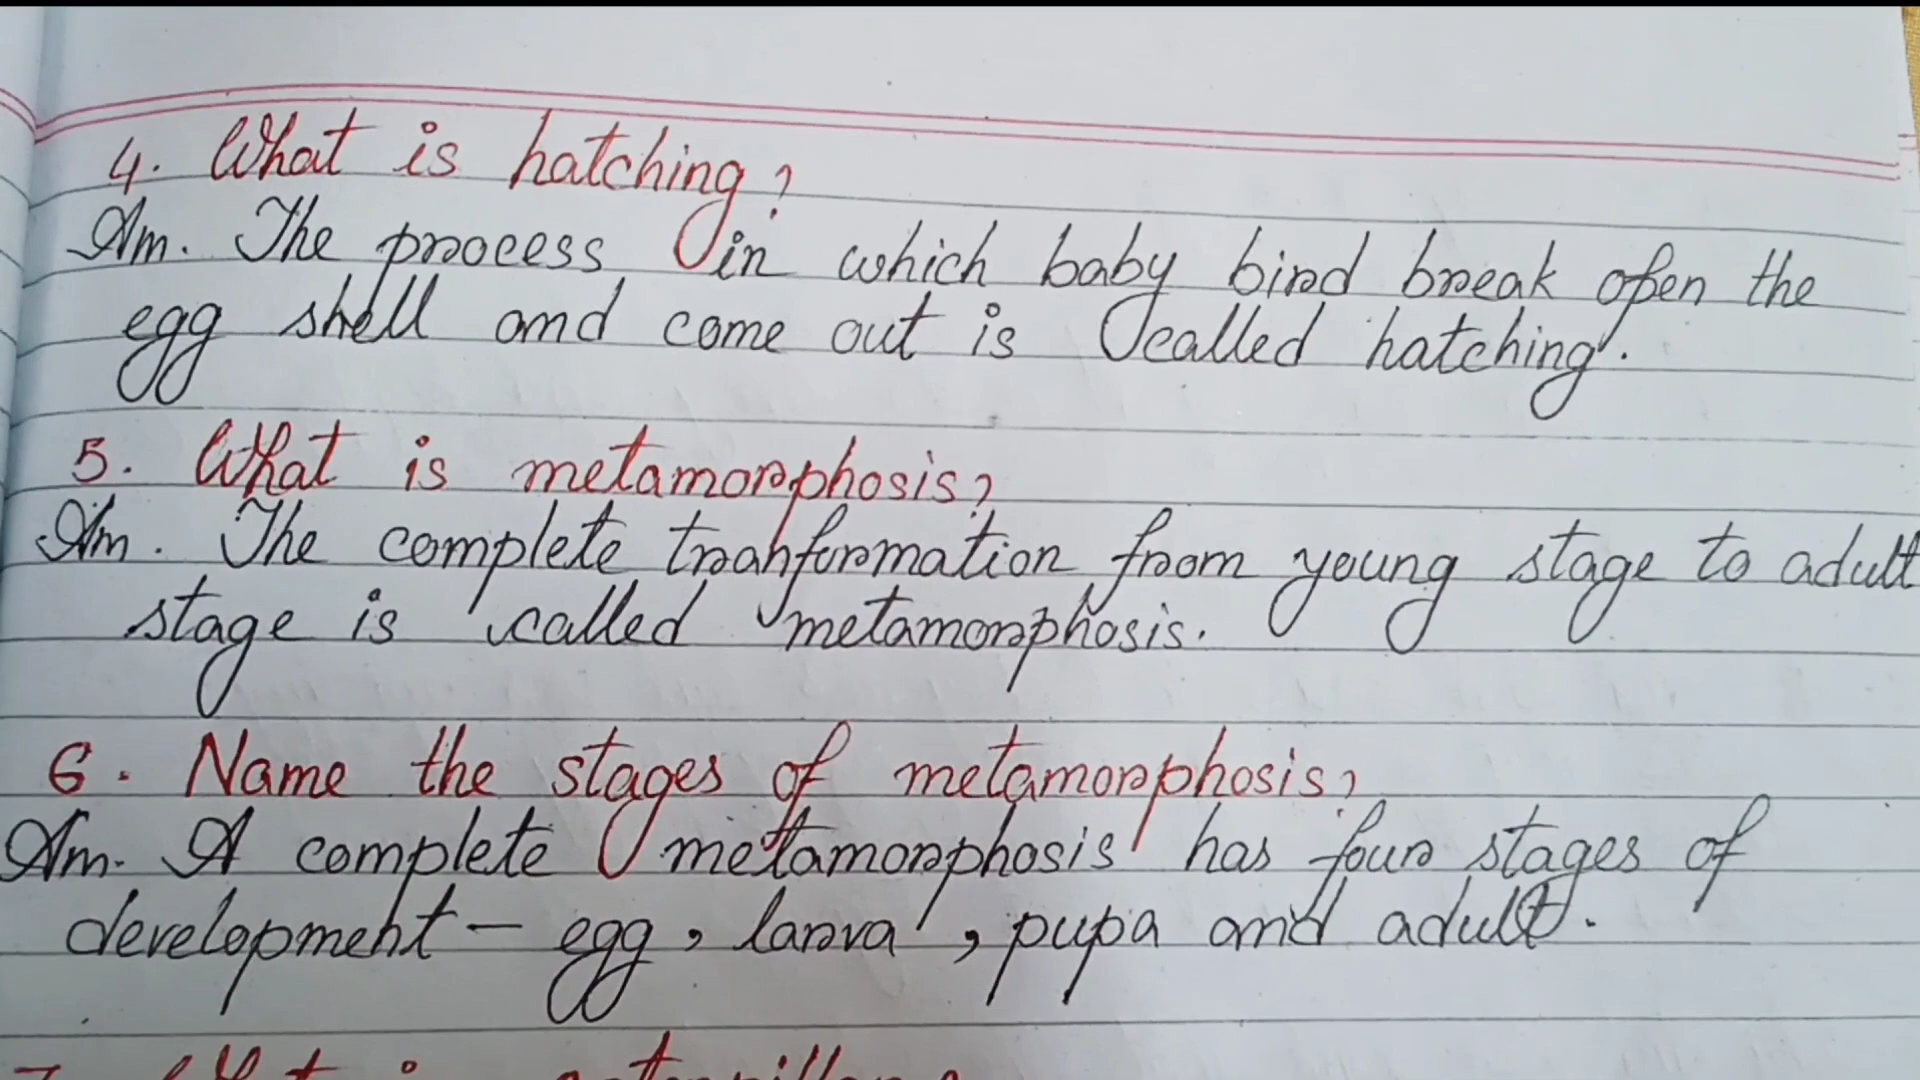 4. What is hatching?
Ans. The process in which baby bird break open the
egg shell and come out is called hatching.
5. What is metamorphosis?
Ans. The complete tranformation from young stage to adult
stage is called metamorphosis.
6. Name the stages of metamorphosis?
Ans. A complete metamorphosis has four stages of
development - egg, larva, pupa and adult.